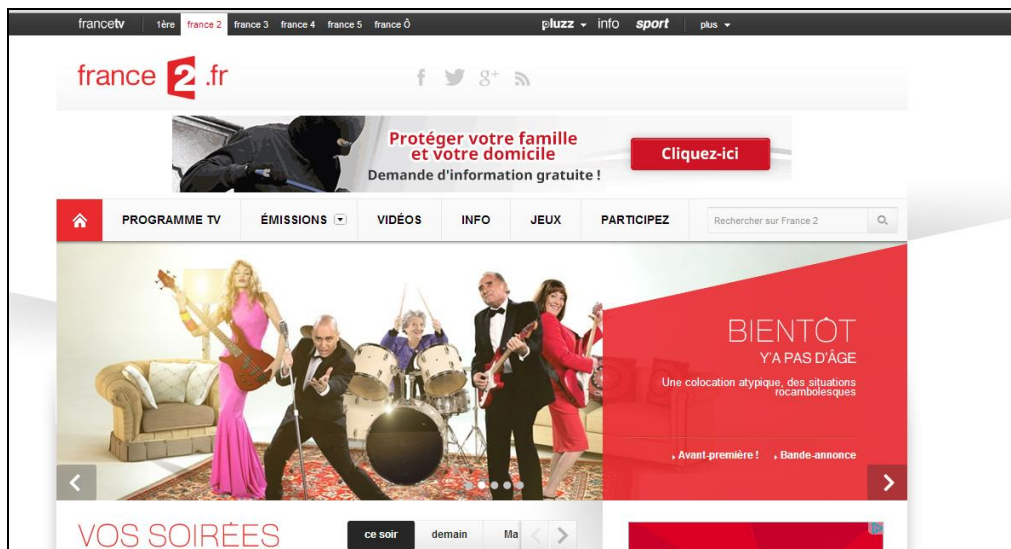 francetv 1ère france 2 france 3 france 4 france 5 france Ô pluzz info sport plus
france 2 .fr
f g+
Protéger votre famille
et votre domicile
Demande d'information gratuite !
Cliquez-ici
PROGRAMME TV ÉMISSIONS VIDÉOS INFO JEUX PARTICIPEZ Rechercher sur France 2
BIENTÔT
Y'A PAS D'ÂGE
Une colocation atypique, des situations
rocambolesques
Avant-première ! Bande-annonce
VOS SOIRÉES
ce soir demain Ma